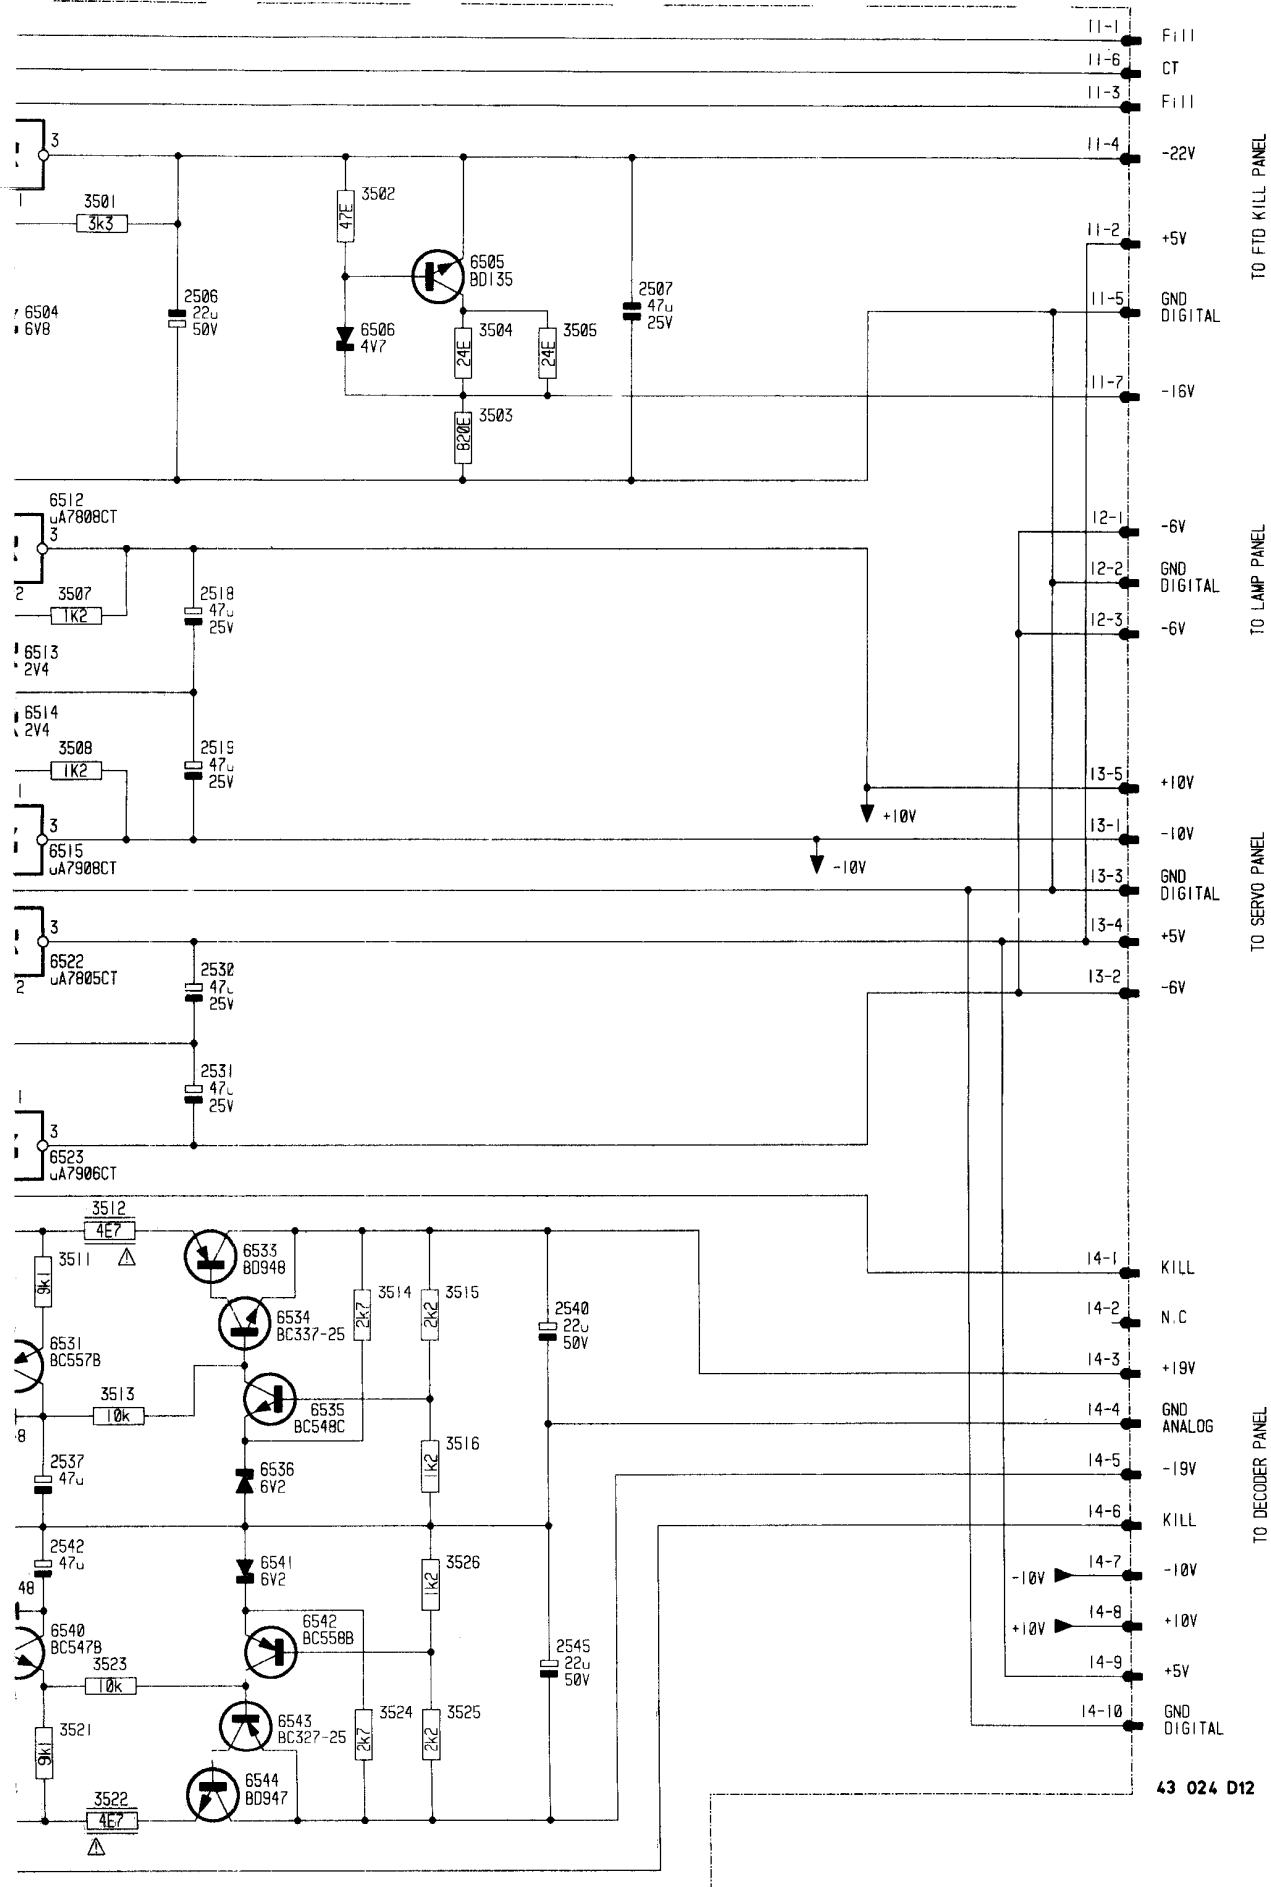 11-1 Fill
11-6 CT
11-3 Fill
3
11-4 -22V
1
3501
3k3
3502
47E
TO FTD KILL PANEL
11-2 +5V
6505
BD135
2506
22u
50V
2507
47u
25V
11-5 GND
DIGITAL
6504
6V8
6506
4V7
3504
24E
3505
24E
11-7 -16V
3503
820E
6512
uA7808CT
3
12-1 -6V
TO LAMP PANEL
2
3507
1K2
2518
47u
25V
12-2 GND
DIGITAL
12-3 -6V
6513
2V4
6514
2V4
3508
1K2
2519
47u
25V
1
13-5 +10V
+10V
3
6515
uA7908CT
13-1 -10V
-10V
TO SERVO PANEL
13-3 GND
DIGITAL
3
6522
uA7805CT
2
13-4 +5V
2530
47u
25V
13-2 -6V
2531
47u
25V
1
3
6523
uA7906CT
3512
4E7
3511
9k1
6533
BD948
14-1 KILL
3514
2k7
3515
2k2
6534
BC337-25
2540
22u
50V
14-2 N.C
6531
BC557B
14-3 +19V
3513
10k
6535
BC548C
14-4 GND
ANALOG
8
2537
47u
3516
1k2
6536
6V2
14-5 -19V
TO DECODER PANEL
14-6 KILL
2542
47u
6541
6V2
3526
1k2
-10V 14-7 -10V
48
6540
BC547B
6542
BC558B
+10V 14-8 +10V
3523
10k
2545
22u
50V
14-9 +5V
3521
9k1
6543
BC327-25
3524
2k7
3525
2k2
14-10 GND
DIGITAL
6544
BD947
3522
4E7
43 024 D12